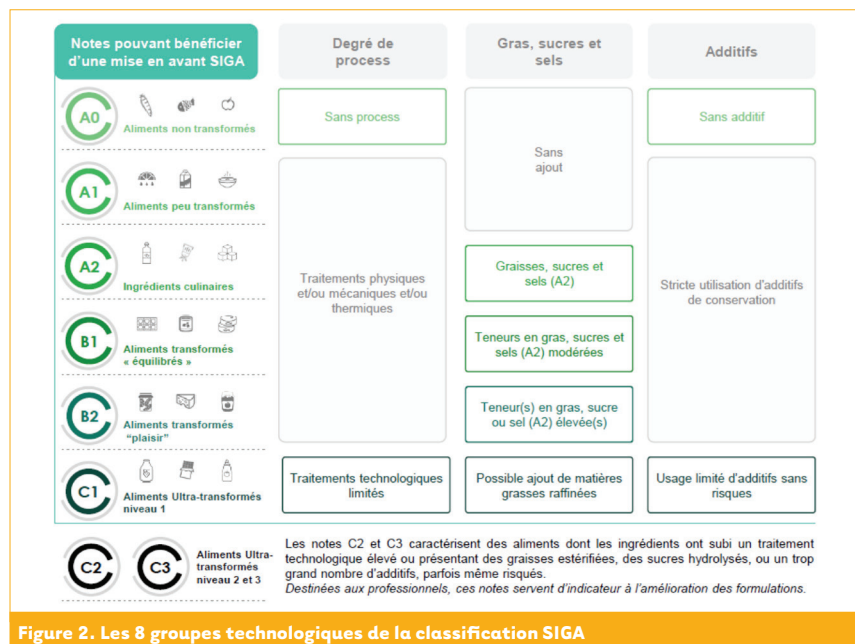 Notes pouvant bénéficier
d'une mise en avant SIGA
Degré de
process
Gras, sucres et
sels
Additifs
A0
Aliments non transformés
Sans process
Sans
ajout
Sans additif
A1
Aliments peu transformés
Traitements physiques
et/ou mécaniques et/ou
thermiques
Stricte utilisation d'additifs
de conservation
A2
Ingrédients culinaires
Graisses, sucres et
sels (A2)
B1
Aliments transformés
« équilibrés »
Teneurs en gras, sucres et
sels (A2) modérées
B2
Aliments transformés
"plaisir"
Teneur(s) en gras, sucre
ou sel (A2) élevée(s)
C1
Aliments Ultra-transformés
niveau 1
Traitements technologiques
limités
Possible ajout de matières
grasses raffinées
Usage limité d'additifs sans
risques
C2
C3
Aliments Ultra-
transformés
niveau 2 et 3
Les notes C2 et C3 caractérisent des aliments dont les ingrédients ont subi un traitement
technologique élevé ou présentant des graisses estérifiées, des sucres hydrolysés, ou un trop
grand nombre d'additifs, parfois même risqués.
Destinées aux professionnels, ces notes servent d'indicateur à l'amélioration des formulations.
Figure 2. Les 8 groupes technologiques de la classification SIGA